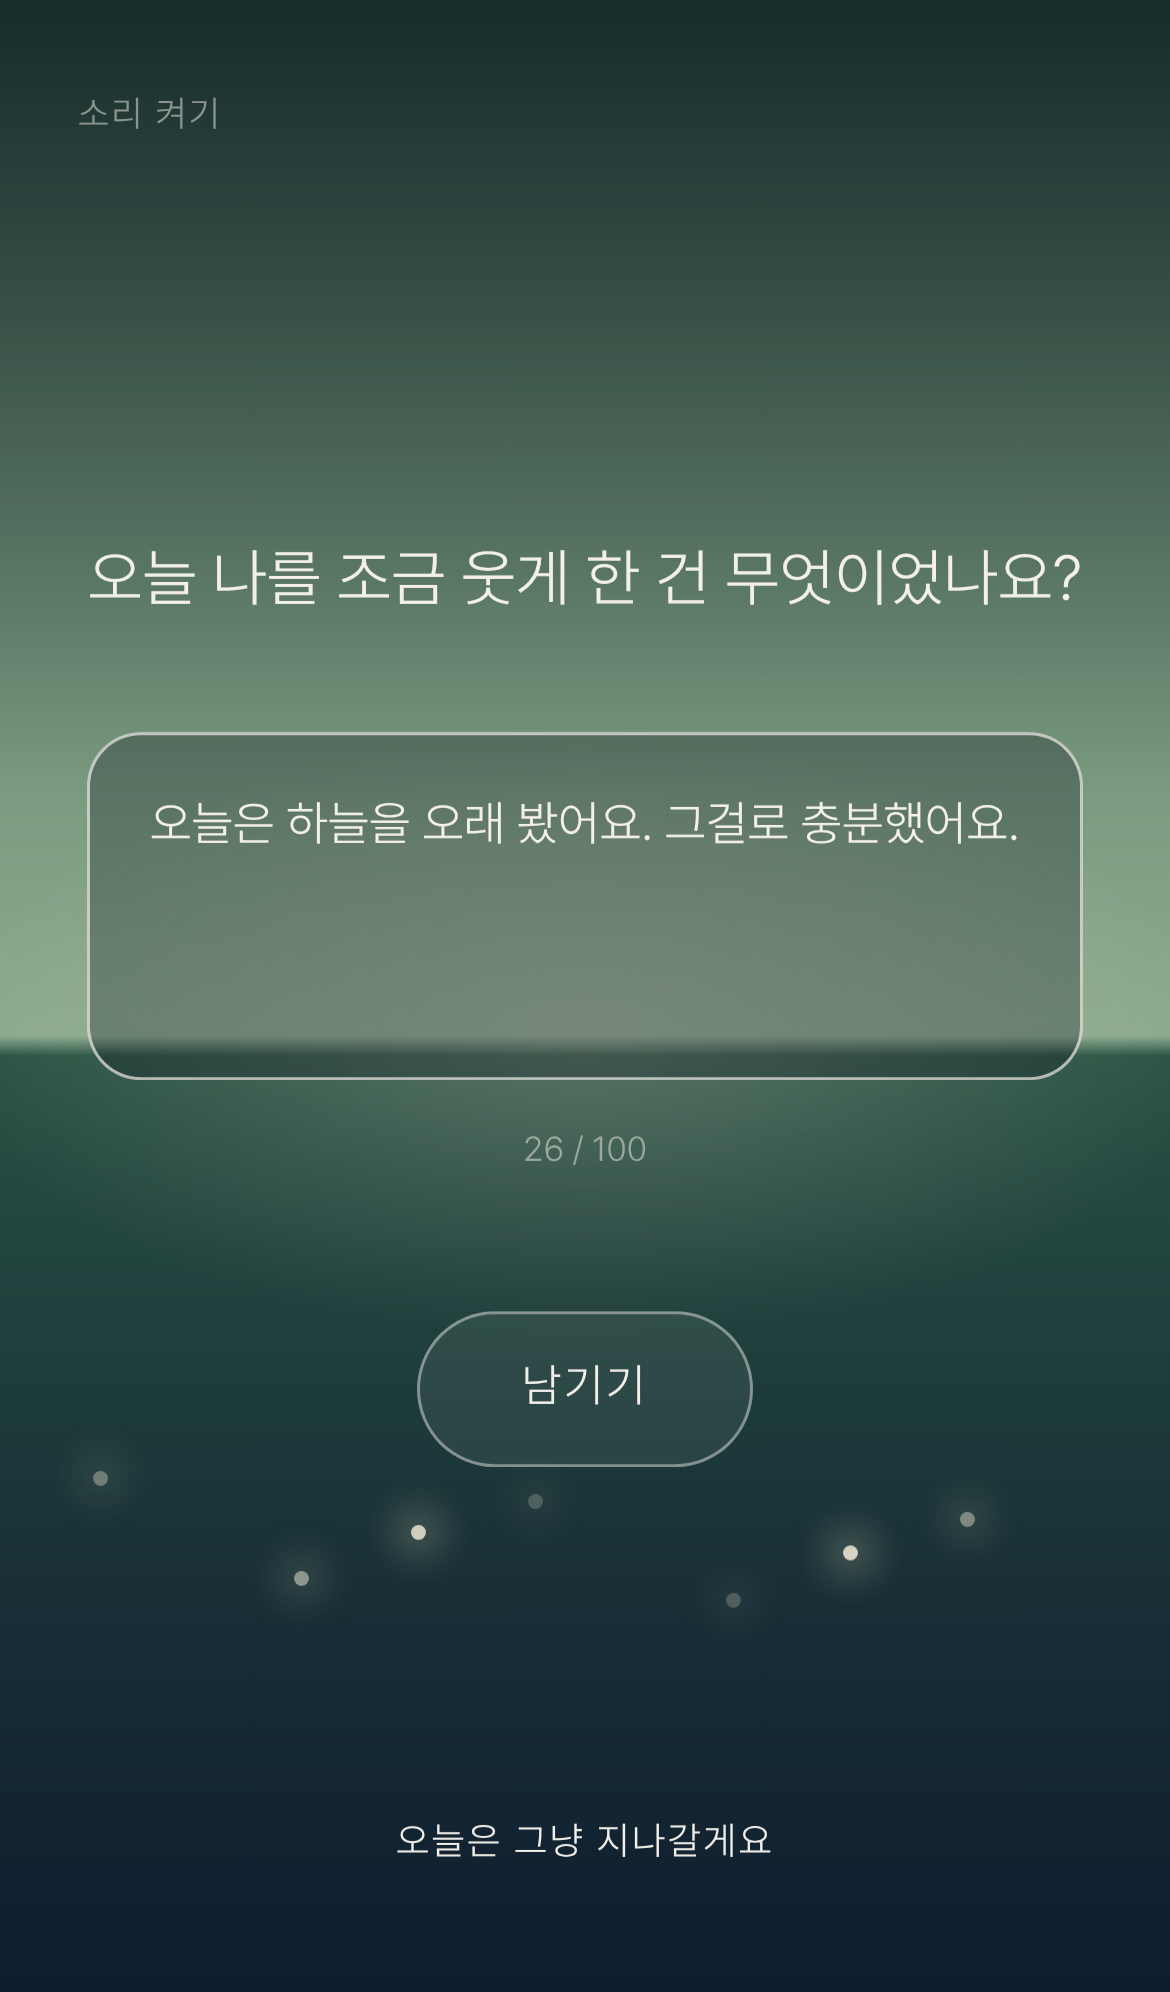 소리 켜기
오늘 나를 조금 웃게 한 건 무엇이었나요?
오늘은 하늘을 오래 봤어요. 그걸로 충분했어요.
26 / 100
남기기
오늘은 그냥 지나갈게요